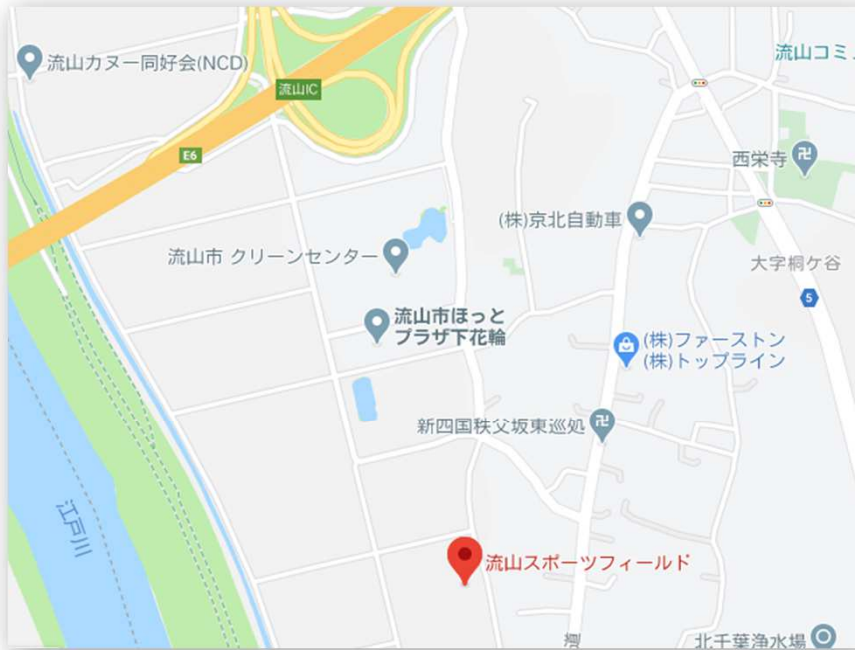 流山カヌー同好会(NCD)
流山コミ
流山IC
E6
西栄寺
(株)京北自動車
流山市 クリーンセンター
大字桐ケ谷
5
流山市ほっと
プラザ下花輪
(株)ファーストン
(株)トップライン
新四国秩父坂東巡処
江戸川
流山スポーツフィールド
北千葉浄水場